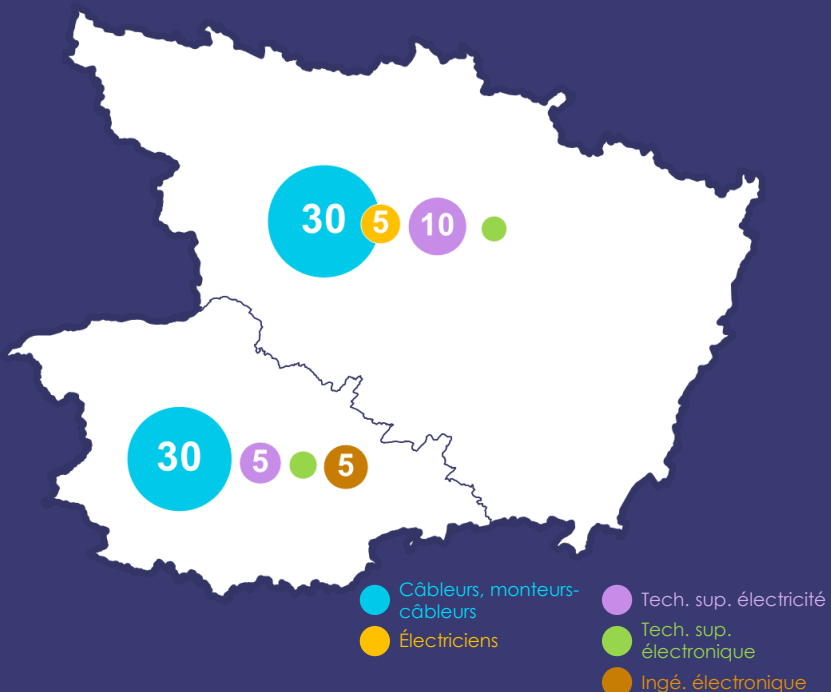 30 5 10
30 5 5
Câbleurs, monteurs-
câbleurs
Électriciens
Tech. sup. électricité
Tech. sup.
électronique
Ingé. électronique